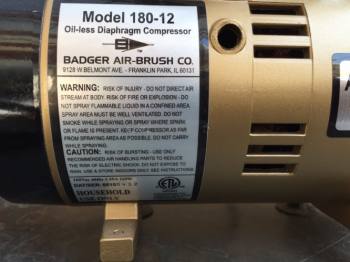 Model 180-12
Oil-less Diaphragm Compressor
BADGER AIR-BRUSH CO.
9128 W.BELMONT AVE. - FRANKLIN PARK, IL 60131
WARNING: RISK OF INJURY - DO NOT DIRECT AIR
STREAM AT BODY. RISK OF FIRE OR EXPLOSION - DO
NOT SPRAY FLAMMABLE LIQUID IN A CONFINED AREA.
SPRAY AREA MUST BE WELL VENTILATED. DO NOT
SMOKE WHILE SPRAYING OR SPRAY WHERE SPARK
OR FLAME IS PRESENT. KEEP COMPRESSOR AS FAR
FROM SPRAYING AREA AS POSSIBLE. DO NOT CARRY
WHILE OPERATING.
CAUTION: RISK OF BURSTING - USE ONLY
RECOMMENDED AIR HANDLING PARTS TO REDUCE
THE RISK OF ELECTRIC SHOCK. DO NOT EXPOSE TO
RAIN. USE & STORE INDOORS ONLY. SEE INSTRUCTIONS
HOUSEHOLD
USE ONLY